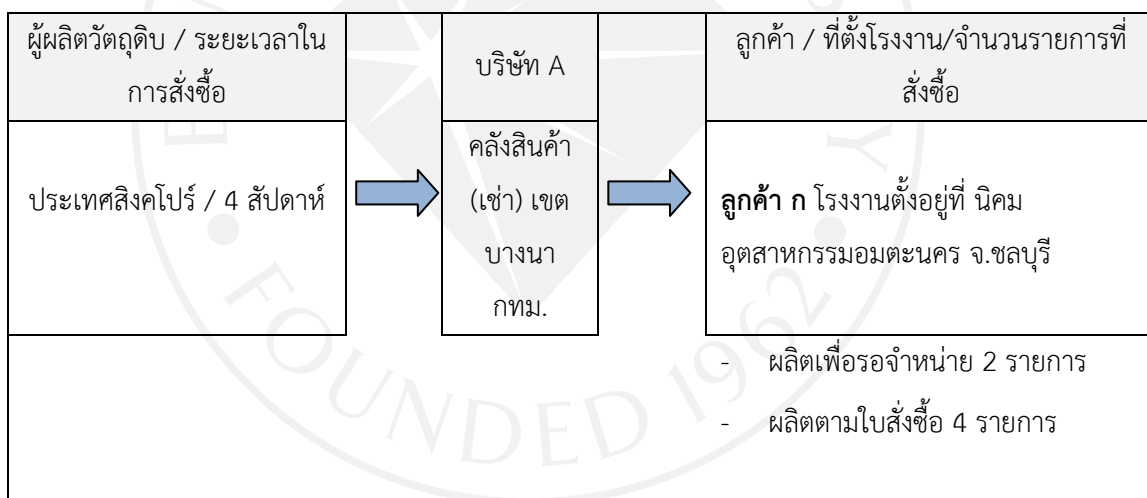 ผู้ผลิตวัตถุดิบ / ระยะเวลาใน
การสั่งซื้อ
บริษัท A
ลูกค้า / ที่ตั้งโรงงาน/จำนวนรายการที่
สั่งซื้อ
ประเทศสิงคโปร์ / 4 สัปดาห์
คลังสินค้า
(เช่า) เขต
บางนา
กทม.
ลูกค้า ก โรงงานตั้งอยู่ที่ นิคม
อุตสาหกรรมอมตะนคร จ.ชลบุรี
- ผลิตเพื่อรอจำหน่าย 2 รายการ
- ผลิตตามใบสั่งซื้อ 4 รายการ
FOUNDED 1962